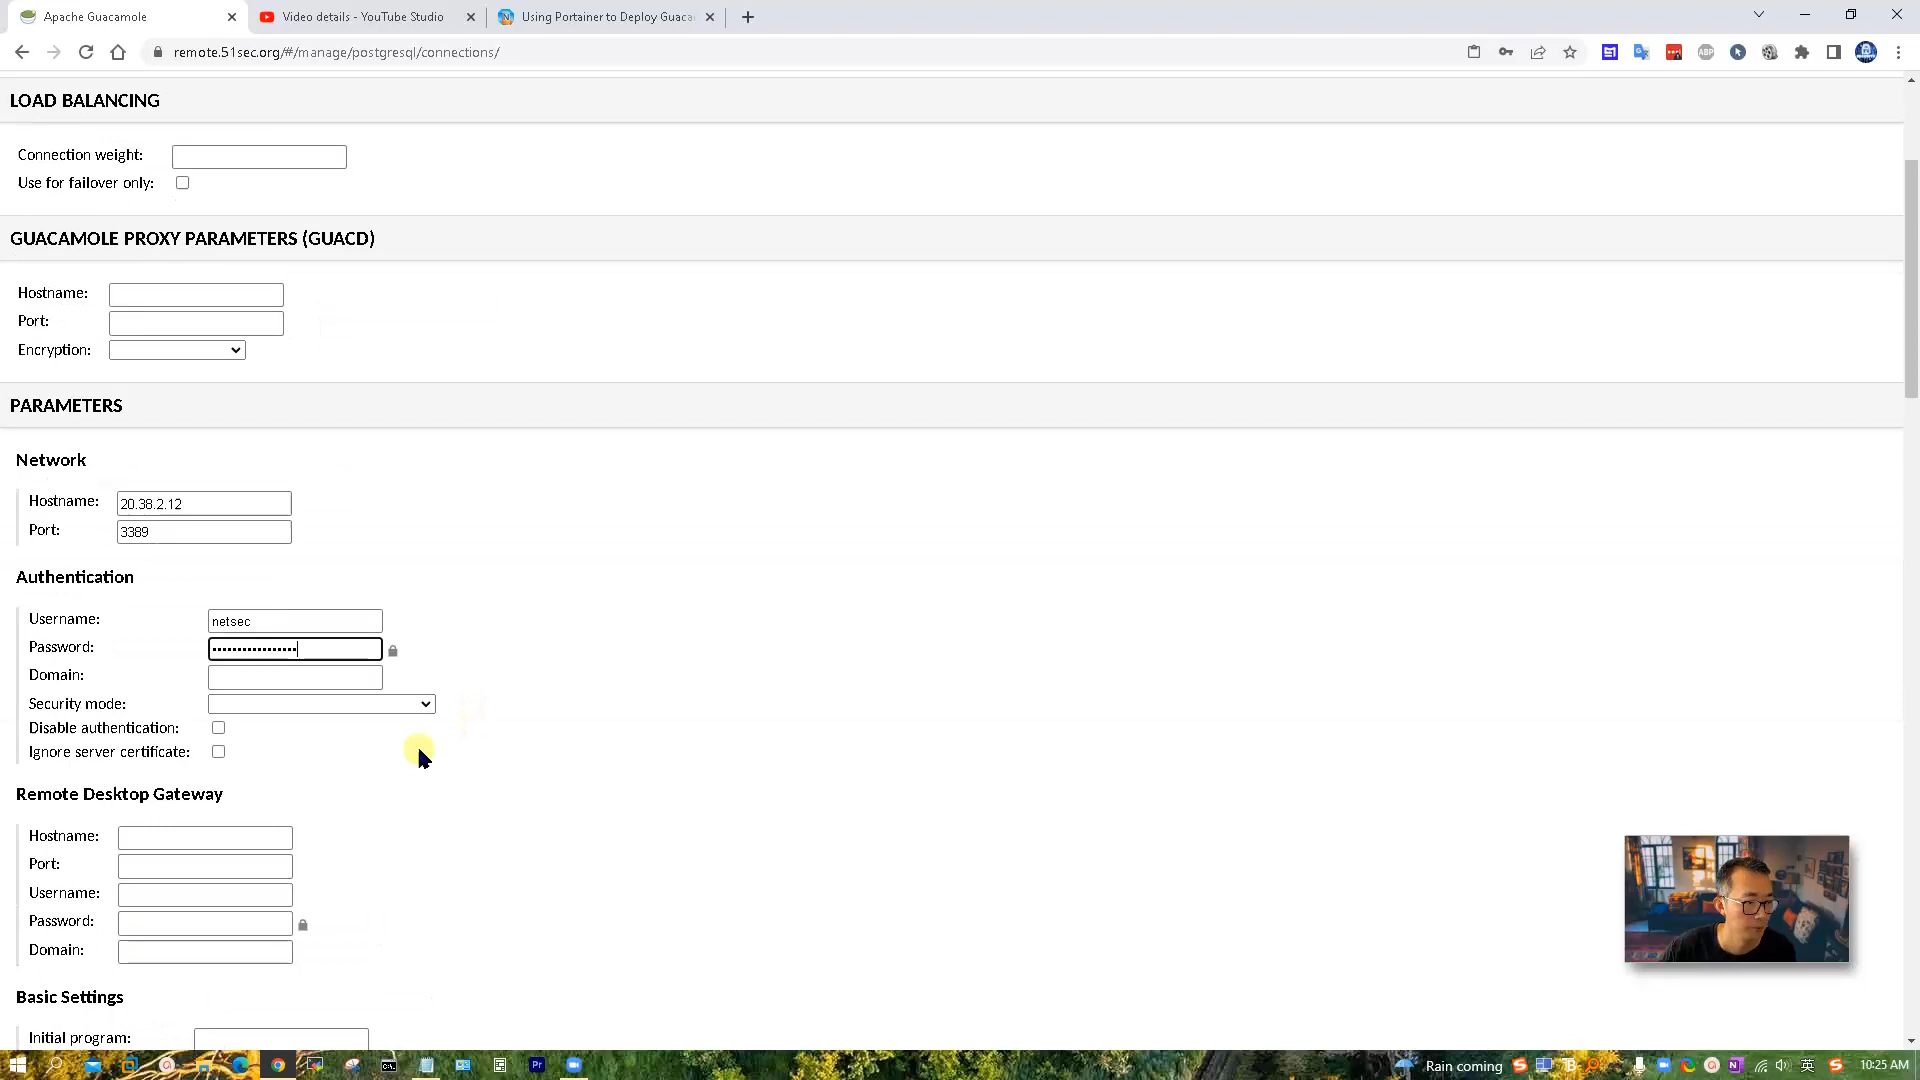 Apache Guacamole
Video details - YouTube Studio
Using Portainer to Deploy Guaca
remote.51sec.org/#/manage/postgresql/connections/
LOAD BALANCING
Connection weight:
Use for failover only:
GUACAMOLE PROXY PARAMETERS (GUACD)
Hostname:
Port:
Encryption:
PARAMETERS
Network
Hostname: 20.38.2.12
Port: 3389
Authentication
Username: netsec
Password: •••••••••••••••••
Domain:
Security mode:
Disable authentication:
Ignore server certificate:
Remote Desktop Gateway
Hostname:
Port:
Username:
Password:
Domain:
Basic Settings
Initial program:
Rain coming
英
10:25 AM